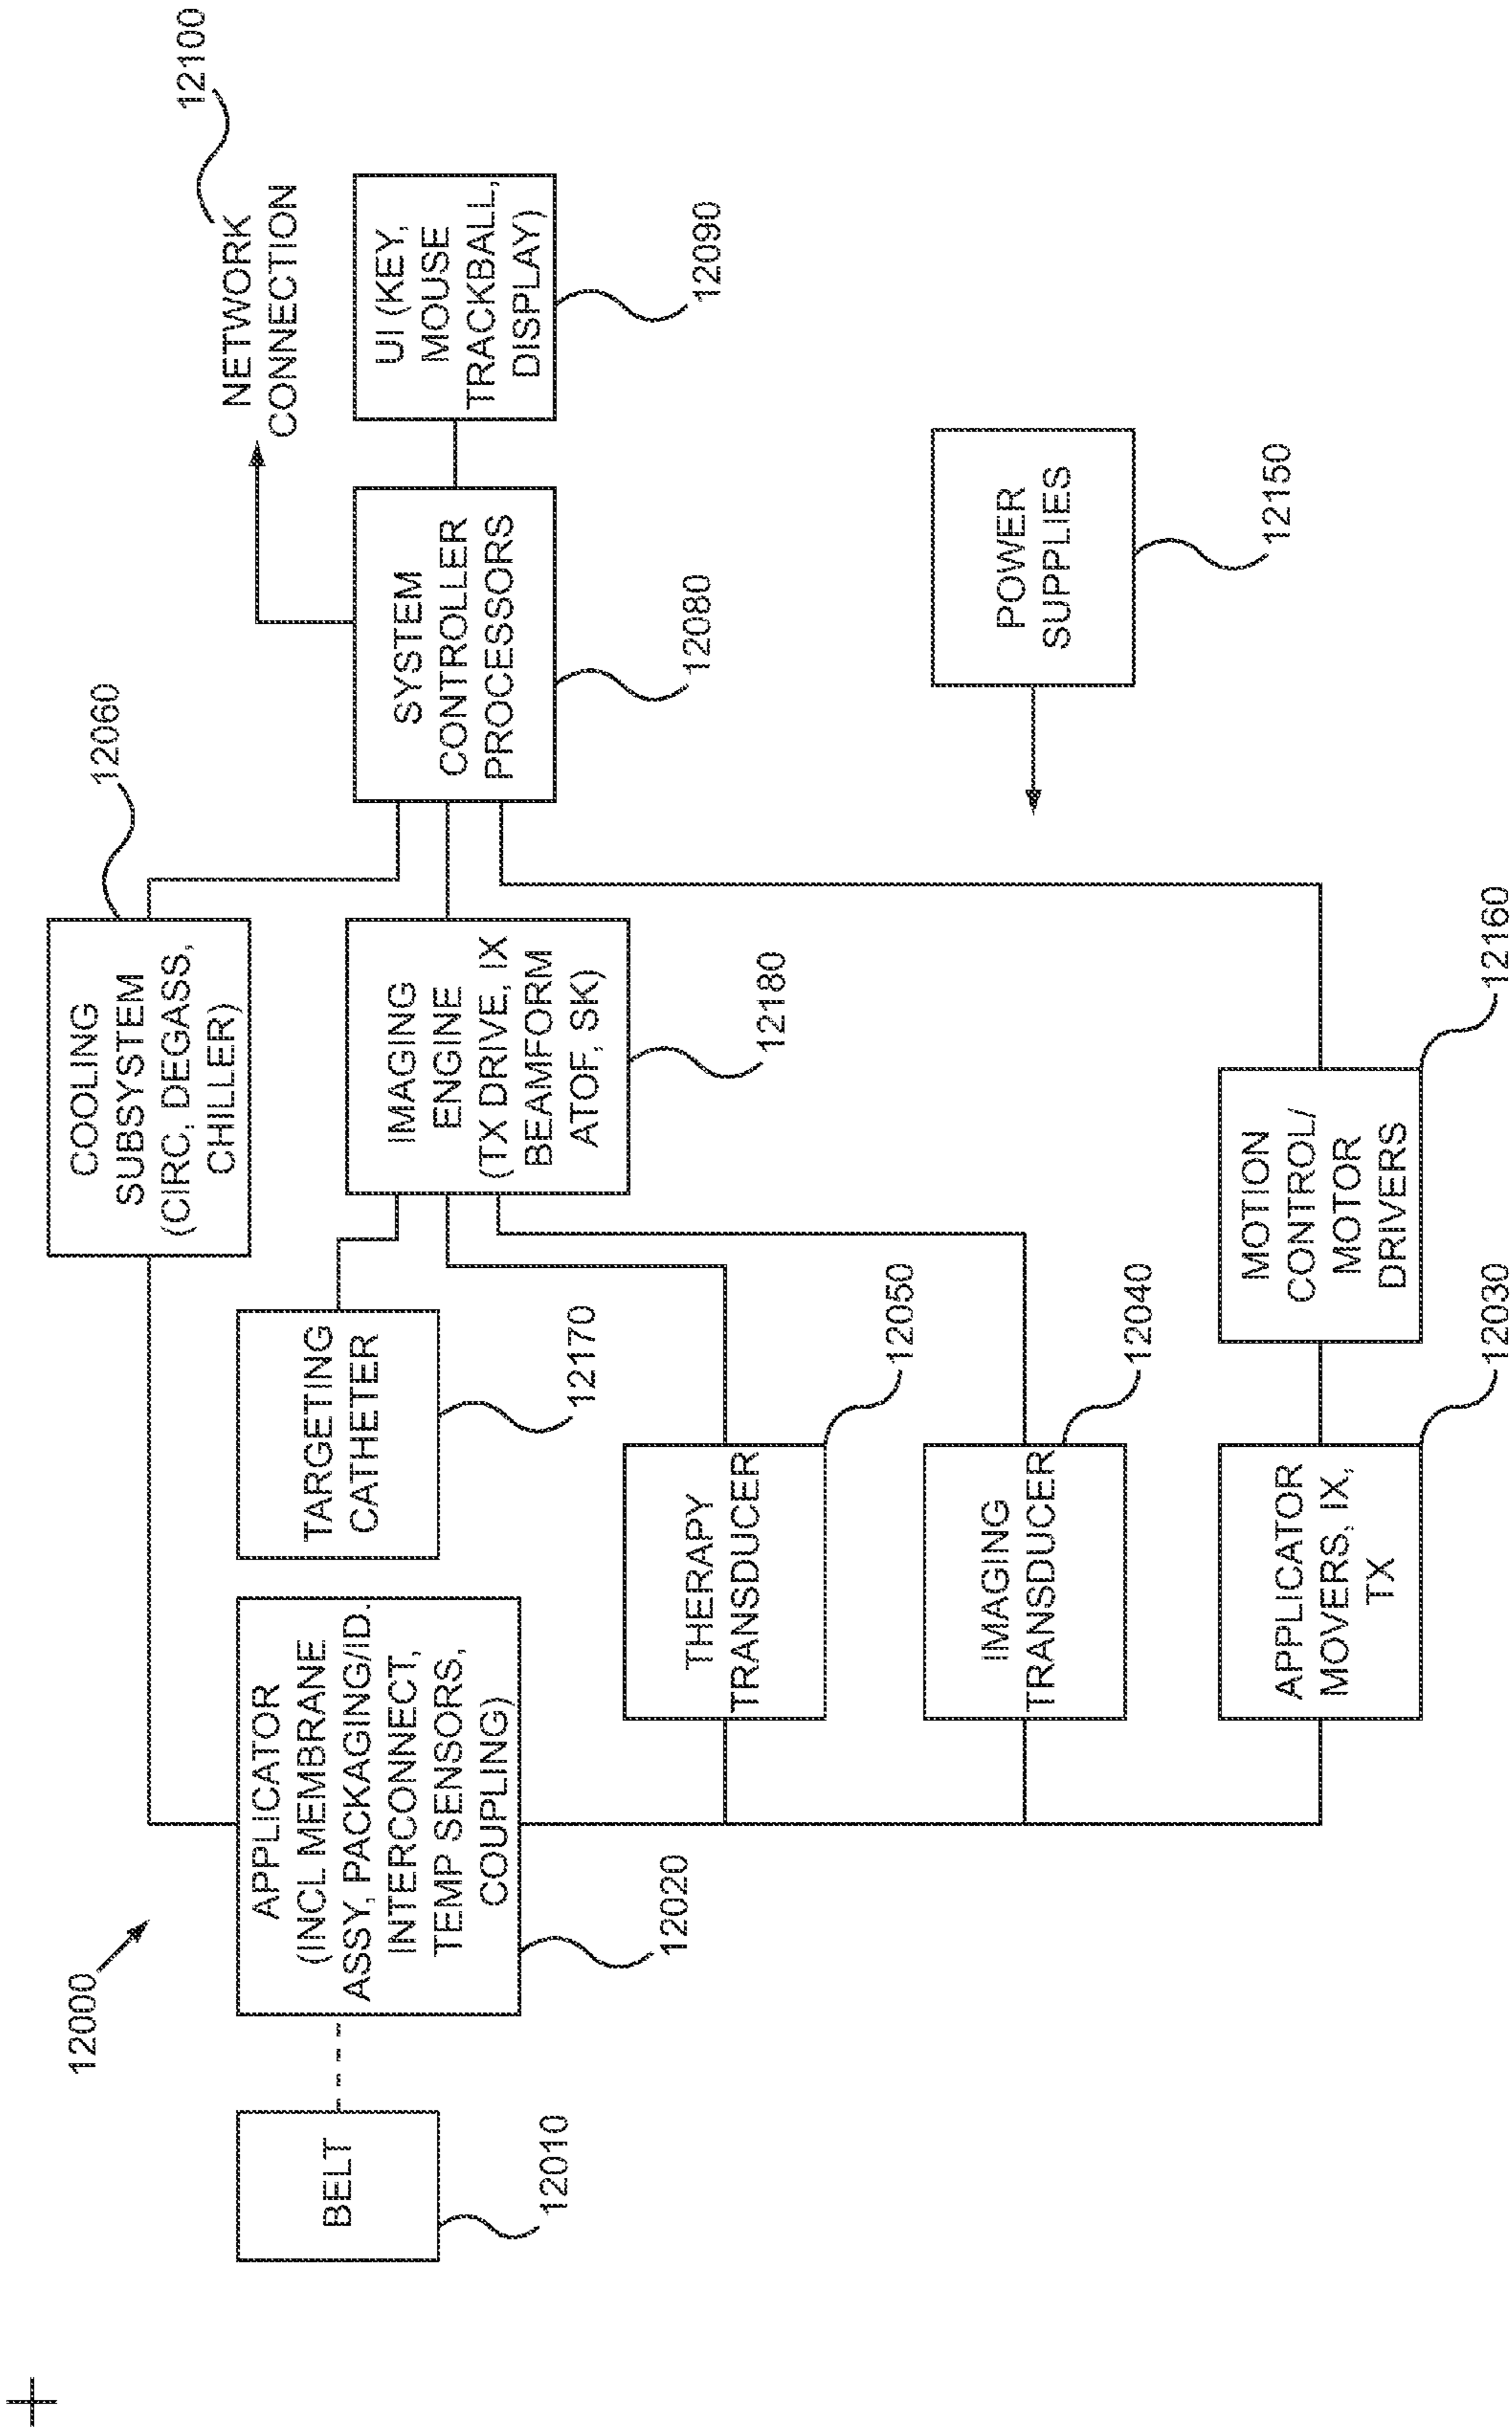 12000
12100
NETWORK
CONNECTION
12060
COOLING
SUBSYSTEM
(CIRC, DEGASS,
CHILLER)
BELT
12010
APPLICATOR
(INCL MEMBRANE
ASSY, PACKAGING/ID.
INTERCONNECT,
TEMP SENSORS,
COUPLING)
12020
TARGETING
CATHETER
12170
IMAGING
ENGINE
(TX DRIVE, IX
BEAMFORM
ATOF, SK)
12180
SYSTEM
CONTROLLER
PROCESSORS
12080
UI (KEY,
MOUSE
TRACKBALL,
DISPLAY)
12090
THERAPY
TRANSDUCER
12050
IMAGING
TRANSDUCER
12040
POWER
SUPPLIES
12150
APPLICATOR
MOVERS, IX,
TX
12030
MOTION
CONTROL/
MOTOR
DRIVERS
12160